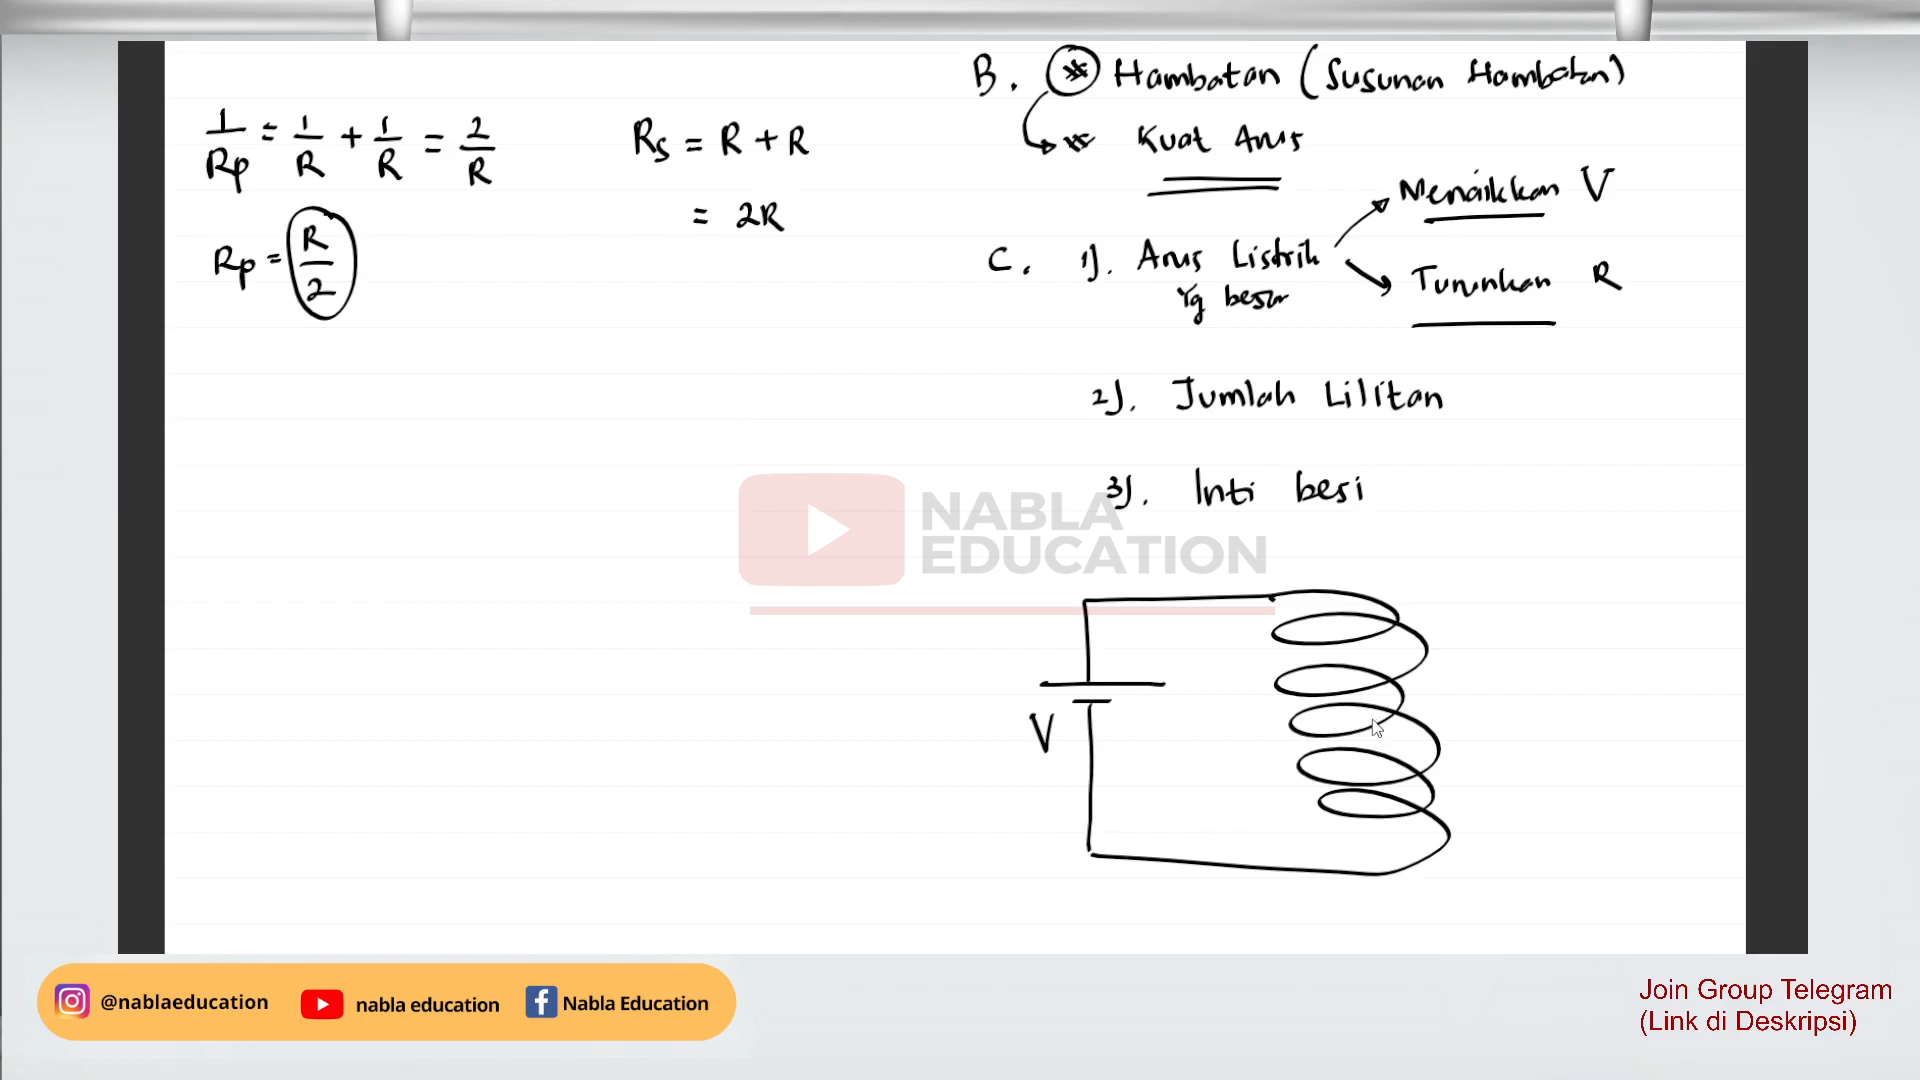 1/Rp = 1/R + 1/R = 2/R
Rp = R/2
Rs = R + R
= 2R
B. * Hambatan (Susunan Hambatan)
* Kuat Arus
C. 1). Arus Listrik
Yg besar
Menaikkan V
Turunkan R
2). Jumlah Lilitan
3). Inti besi
NABLA
EDUCATION
V
@nablaeducation
nabla education
Nabla Education
Join Group Telegram
(Link di Deskripsi)